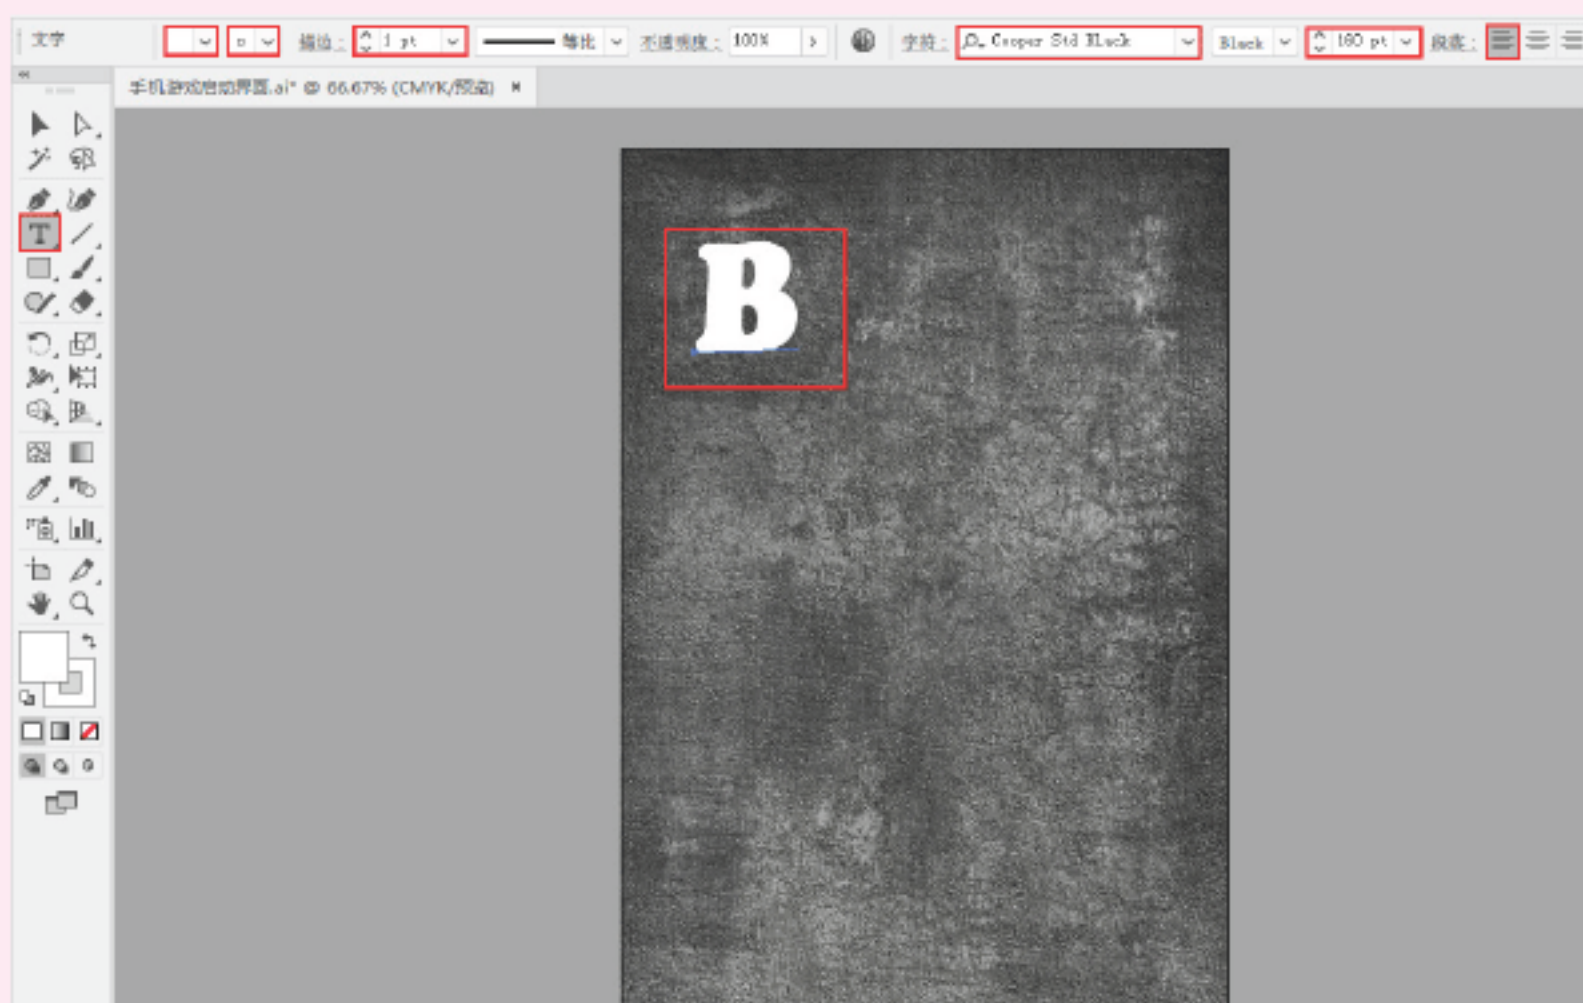 文字 描边： 1 pt 等比 不透明度： 100% 字符： Cooper Std Black Black 160 pt 段落：
手机游戏启动界面.ai* @ 66.67% (CMYK/预览) ×
T
B